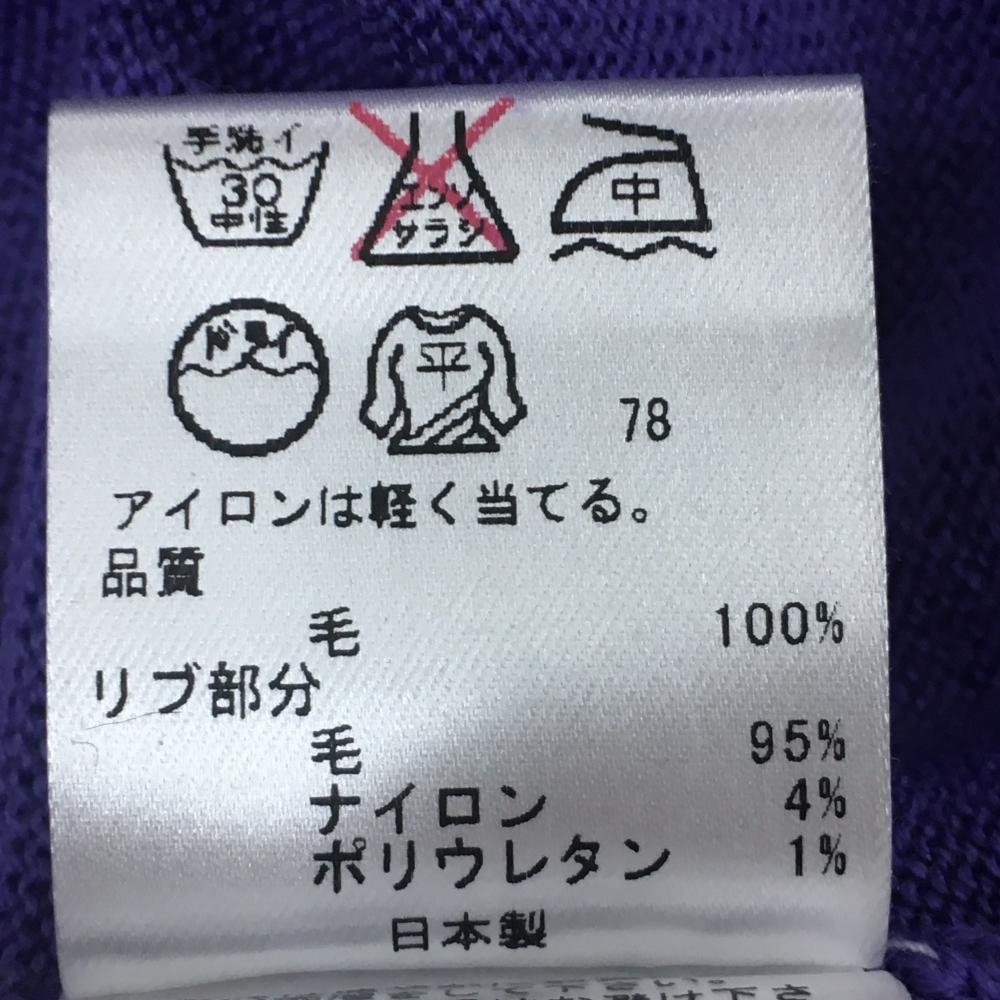 手洗イ
30
中性
エンソ
サラシ
中
ドライ
平
78
アイロンは軽く当てる。
品質
毛 100%
リブ部分
毛 95%
ナイロン 4%
ポリウレタン 1%
日本製